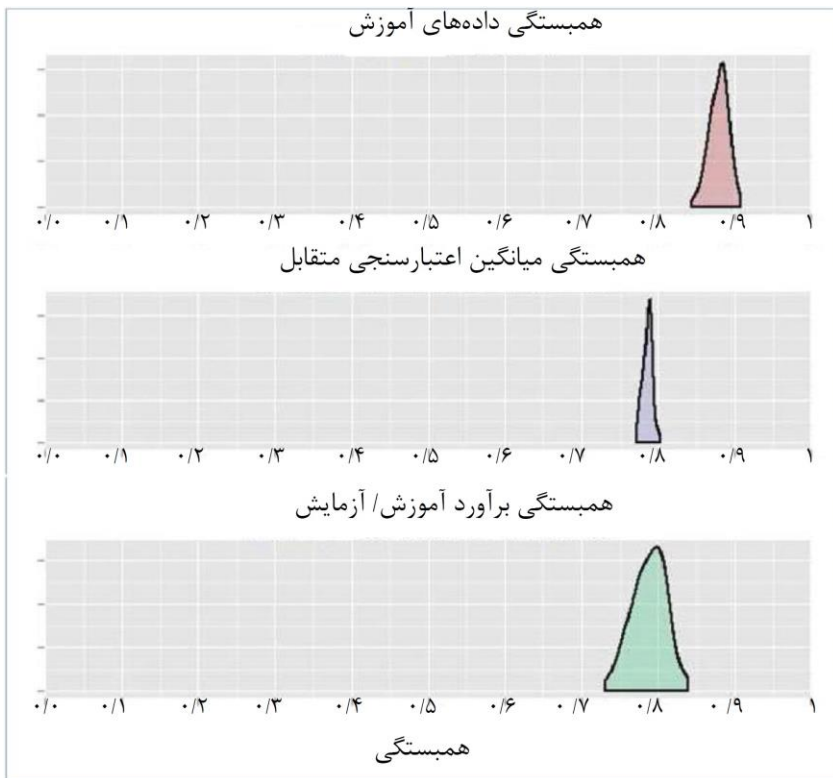 همبستگی داده‌های آموزش
۰/۰ ۰/۱ ۰/۲ ۰/۳ ۰/۴ ۰/۵ ۰/۶ ۰/۷ ۰/۸ ۰/۹ ۱
همبستگی میانگین اعتبارسنجی متقابل
۰/۰ ۰/۱ ۰/۲ ۰/۳ ۰/۴ ۰/۵ ۰/۶ ۰/۷ ۰/۸ ۰/۹ ۱
همبستگی برآورد آموزش/ آزمایش
۰/۰ ۰/۱ ۰/۲ ۰/۳ ۰/۴ ۰/۵ ۰/۶ ۰/۷ ۰/۸ ۰/۹ ۱
همبستگی